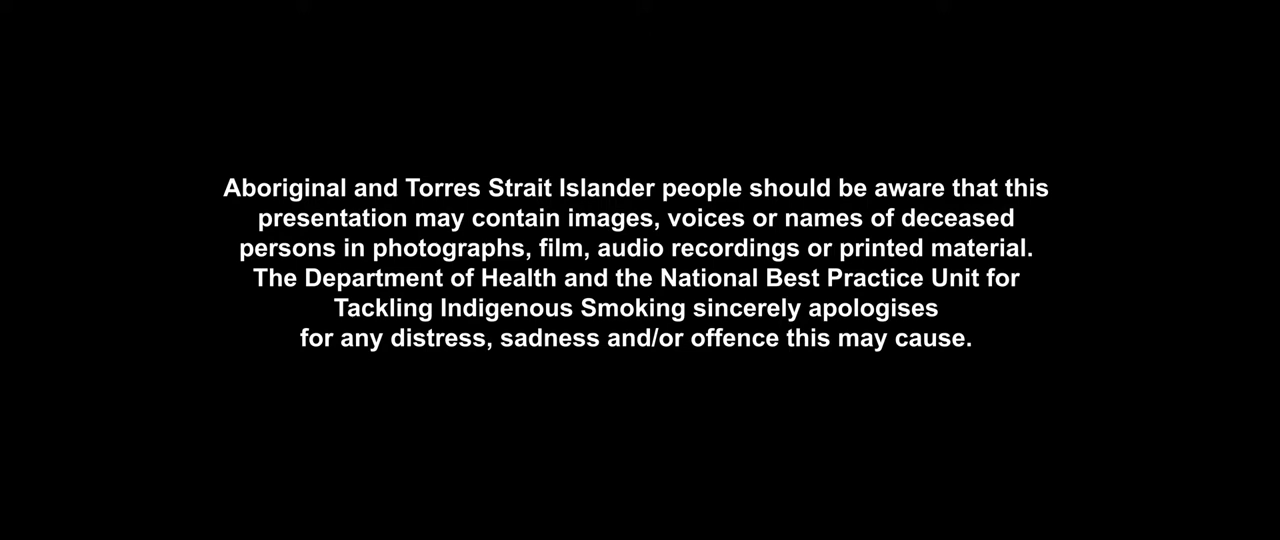 Aboriginal and Torres Strait Islander people should be aware that this
presentation may contain images, voices or names of deceased
persons in photographs, film, audio recordings or printed material.
The Department of Health and the National Best Practice Unit for
Tackling Indigenous Smoking sincerely apologises
for any distress, sadness and/or offence this may cause.